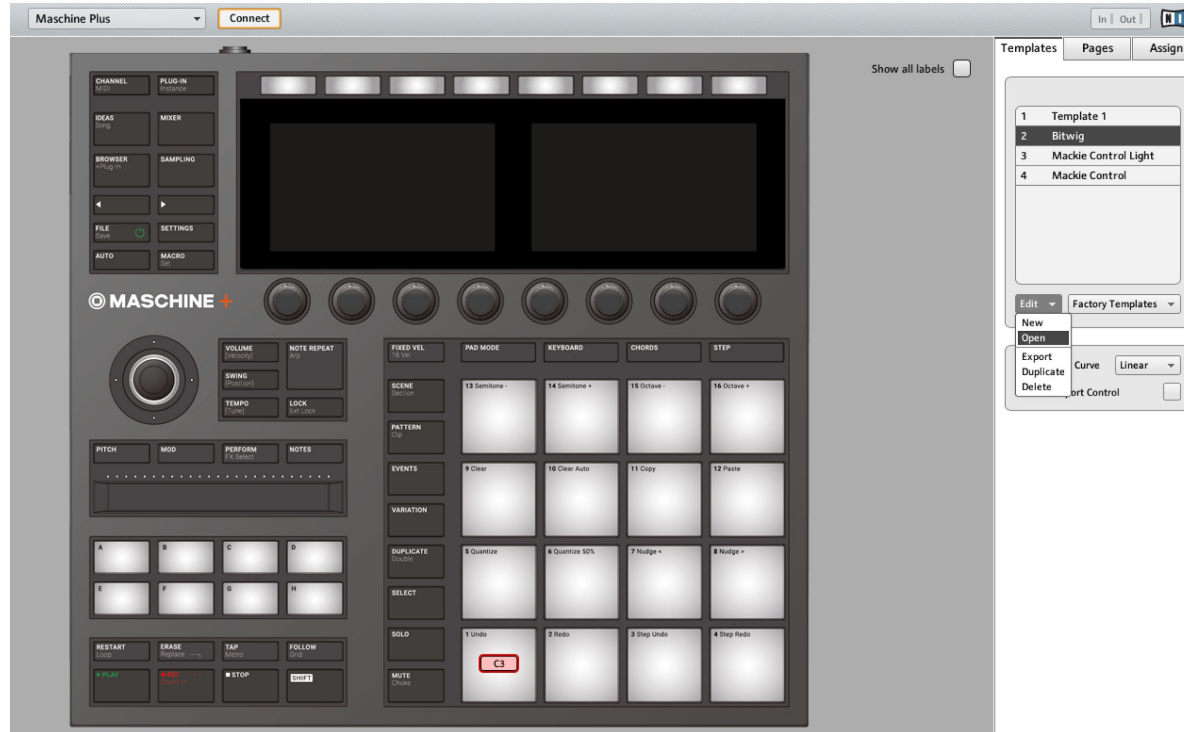 Maschine Plus
Connect
In Out
NI
Templates Pages Assign
Show all labels
1 Template 1
2 Bitwig
3 Mackie Control Light
4 Mackie Control
Edit Factory Templates
New
Open
Export
Duplicate
Delete
Curve Linear
ort Control
CHANNEL
MIDI
PLUG-IN
Instance
IDEAS
Song
MIXER
BROWSER
+Plug-In
SAMPLING
FILE
Save
SETTINGS
AUTO
MACRO
Set
MASCHINE +
VOLUME
[Velocity]
NOTE REPEAT
Arp
SWING
[Position]
TEMPO
[Tune]
LOCK
Ext Lock
FIXED VEL
16 Vel
PAD MODE
KEYBOARD
CHORDS
STEP
SCENE
Section
13 Semitone -
14 Semitone +
15 Octave -
16 Octave +
PATTERN
Clip
PITCH
MOD
PERFORM
FX Select
NOTES
EVENTS
9 Clear
10 Clear Auto
11 Copy
12 Paste
VARIATION
A
B
C
D
DUPLICATE
Double
5 Quantize
6 Quantize 50%
7 Nudge <
8 Nudge >
E
F
G
H
SELECT
SOLO
1 Undo
2 Redo
3 Step Undo
4 Step Redo
C3
RESTART
Loop
ERASE
Replace
TAP
Metro
FOLLOW
Grid
PLAY
REC
Count-In
STOP
SHIFT
MUTE
Choke